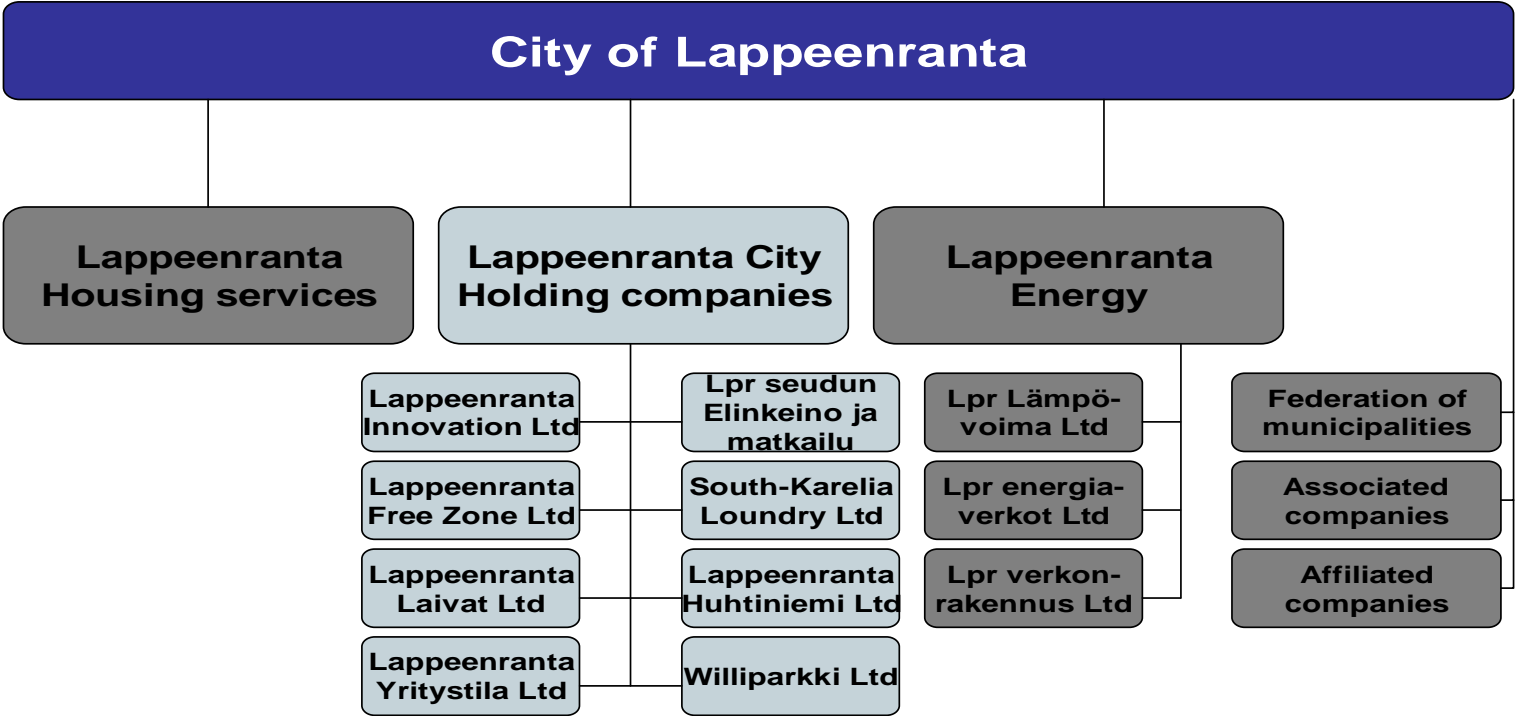 City of Lappeenranta
Lappeenranta
Housing services
Lappeenranta City
Holding companies
Lappeenranta
Energy
Lappeenranta
Innovation Ltd
Lpr seudun
Elinkeino ja
matkailu
Lpr Lämpö-
voima Ltd
Federation of
municipalities
Lappeenranta
Free Zone Ltd
South-Karelia
Loundry Ltd
Lpr energia-
verkot Ltd
Associated
companies
Lappeenranta
Laivat Ltd
Lappeenranta
Huhtiniemi Ltd
Lpr verkon-
rakennus Ltd
Affiliated
companies
Lappeenranta
Yritystila Ltd
Williparkki Ltd